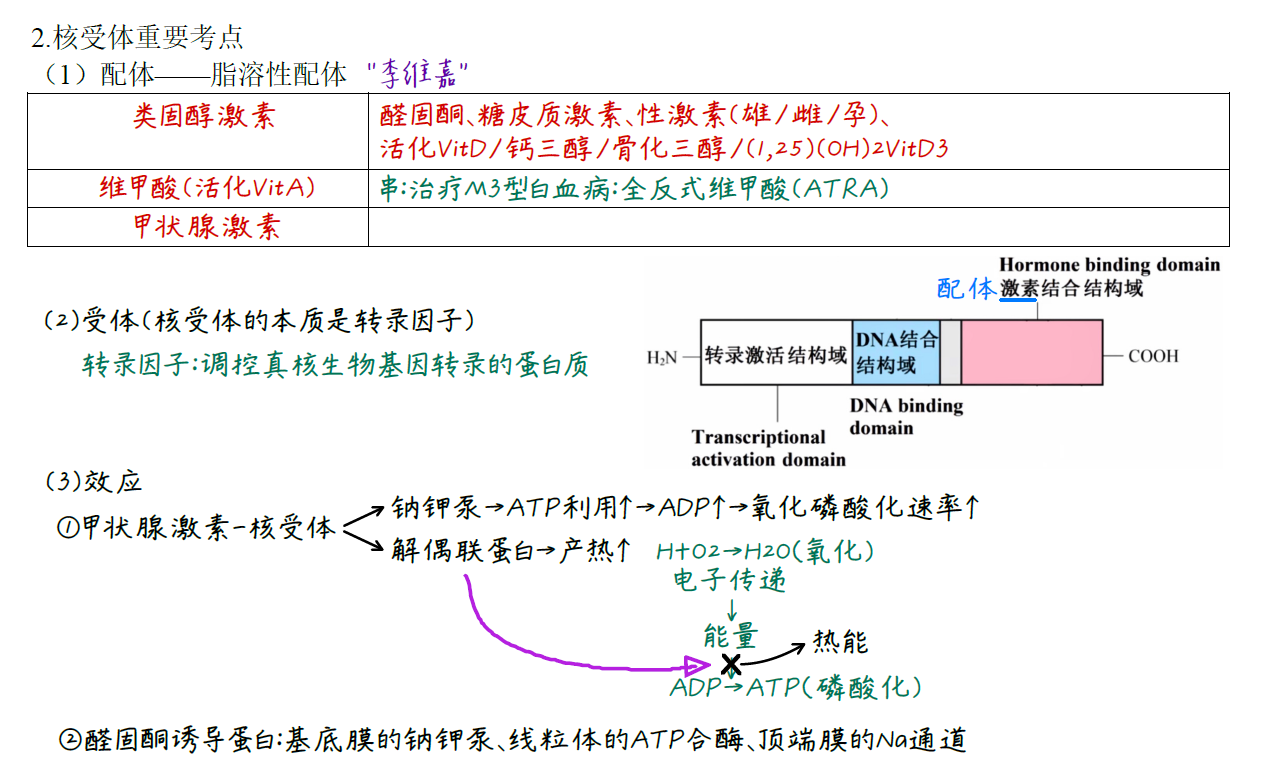 2.核受体重要考点
（1）配体——脂溶性配体 "李维嘉"
类固醇激素
醛固酮、糖皮质激素、性激素(雄/雌/孕)、
活化VitD/钙三醇/骨化三醇/(1,25)(OH)2VitD3
维甲酸(活化VitA)
串:治疗M3型白血病:全反式维甲酸(ATRA)
甲状腺激素
Hormone binding domain
配体 激素结合结构域
(2)受体(核受体的本质是转录因子)
转录因子:调控真核生物基因转录的蛋白质
H₂N
转录激活结构域
DNA结合
结构域
COOH
DNA binding
domain
Transcriptional
activation domain
(3)效应
①甲状腺激素-核受体
钠钾泵→ATP利用↑→ADP↑→氧化磷酸化速率↑
解偶联蛋白→产热↑
H+O2→H2O(氧化)
电子传递
↓
能量
热能
ADP→ATP(磷酸化)
②醛固酮诱导蛋白:基底膜的钠钾泵、线粒体的ATP合酶、顶端膜的Na通道